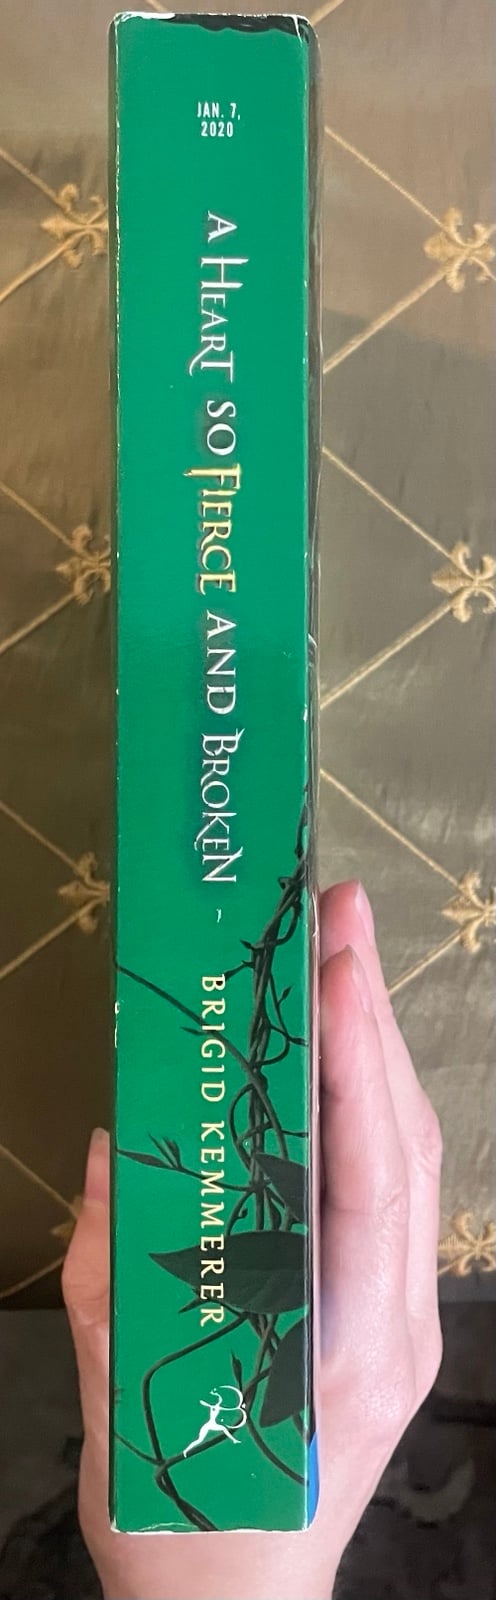 JAN. 7,
2020
A HEART SO FIERCE AND BROKEN
BRIGID KEMMERER